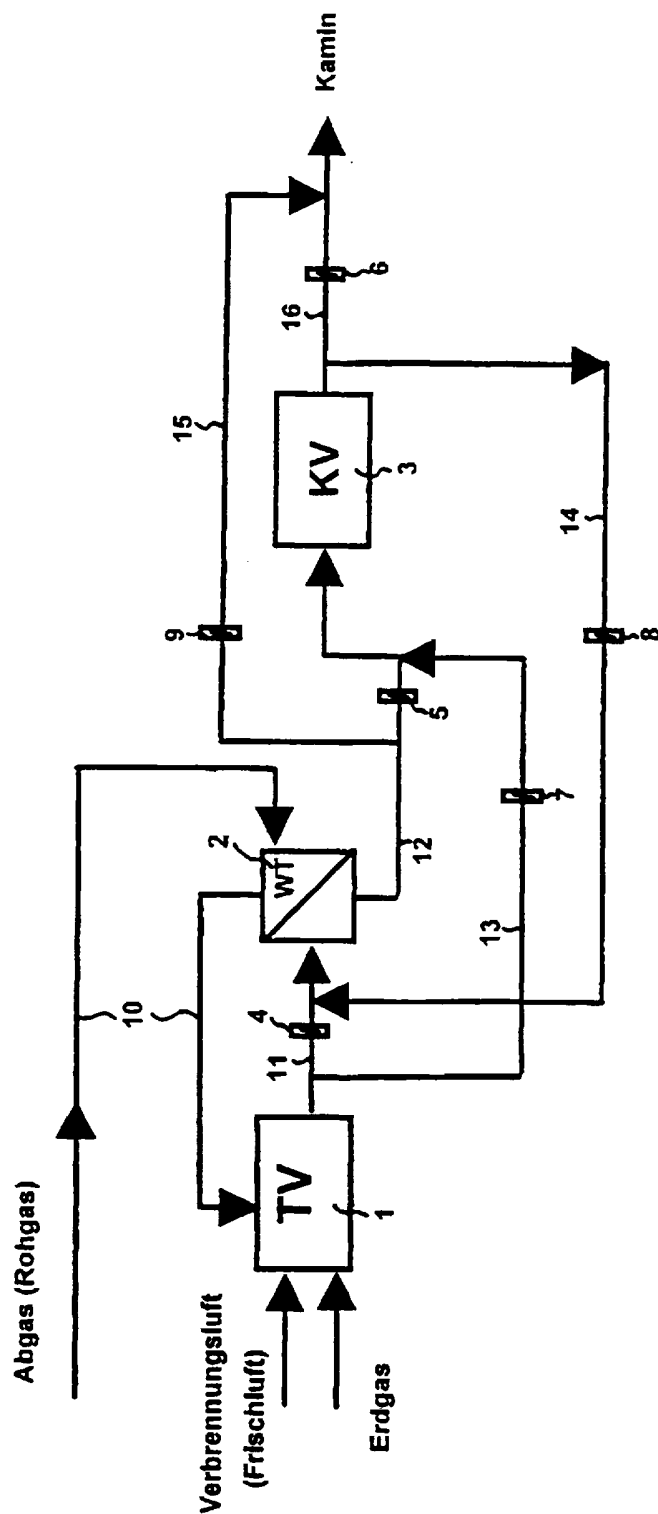 Abgas (Rohgas)
Verbrennungsluft
(Frischluft)
Erdgas
10
TV
1
11
4
WT
2
12
13
9
15
5
7
KV
3
16
6
14
8
Kamin